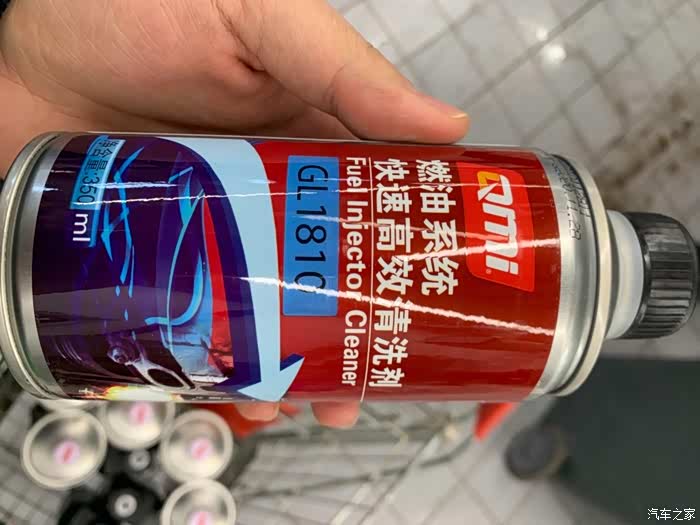 ami
燃油系统
快速高效清洗剂
Fuel Injector Cleaner
GL1810
净含量:350 ml
汽车之家